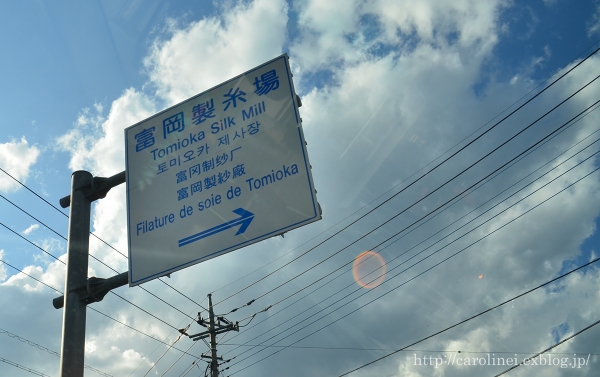 富岡製糸場
Tomioka Silk Mill
토미오카 제사장
富冈制纱厂
富岡製紗廠
Filature de soie de Tomioka
http://carolinei.exblog.jp/